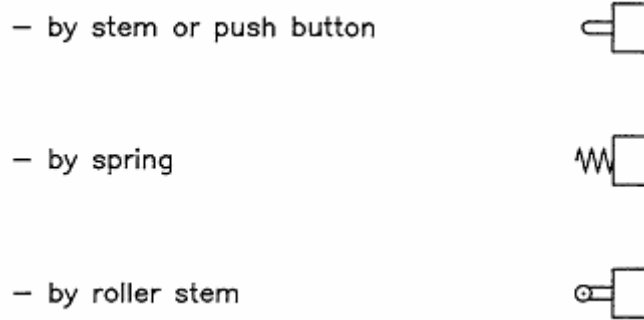 – by stem or push button
– by spring
– by roller stem